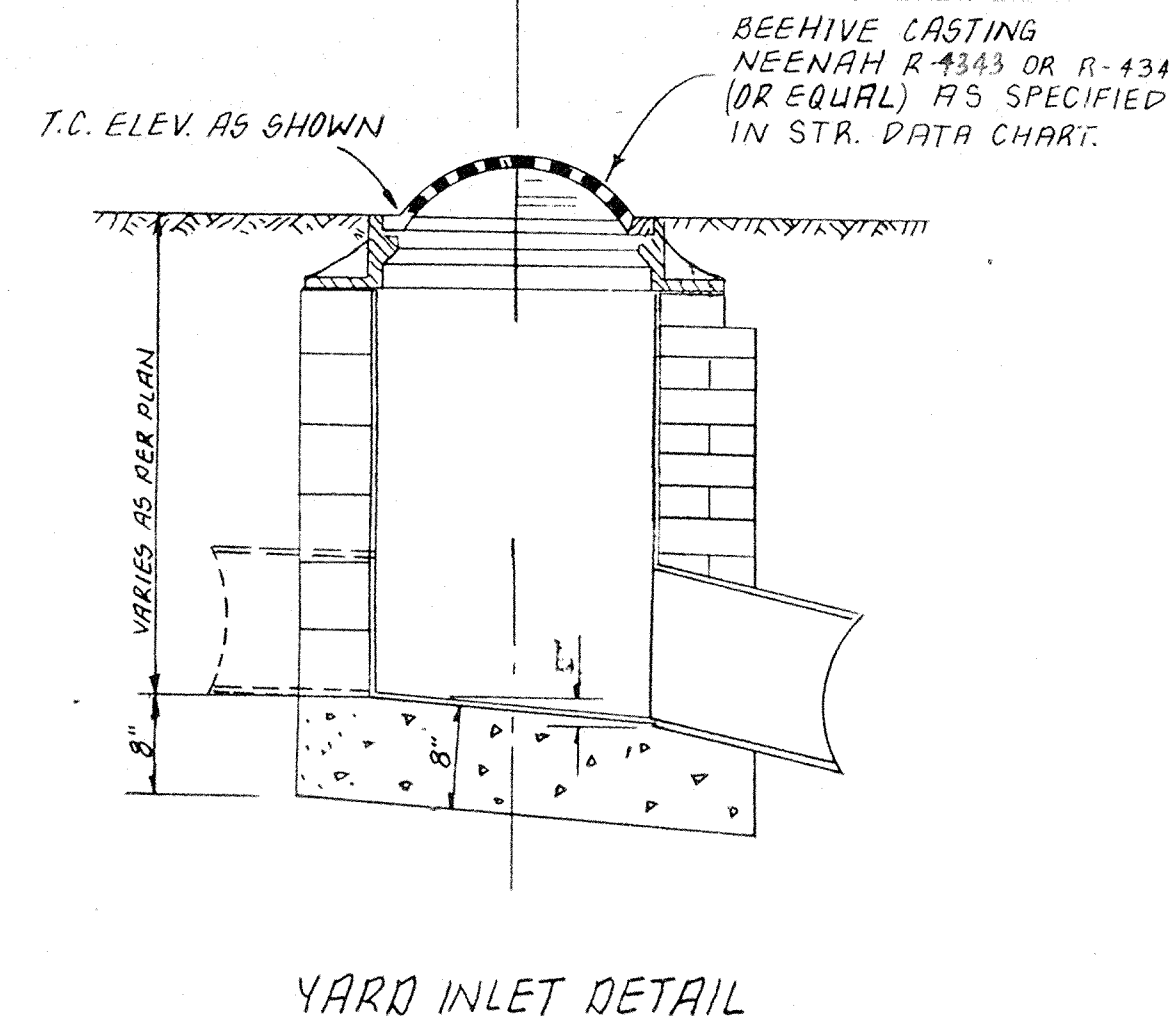 BEEHIVE CASTING
NEENAH R-4343 OR R-434
(OR EQUAL) AS SPECIFIED
IN STR. DATA CHART.
T.C. ELEV. AS SHOWN
VARIES AS PER PLAN
8"
8"
YARD INLET DETAIL